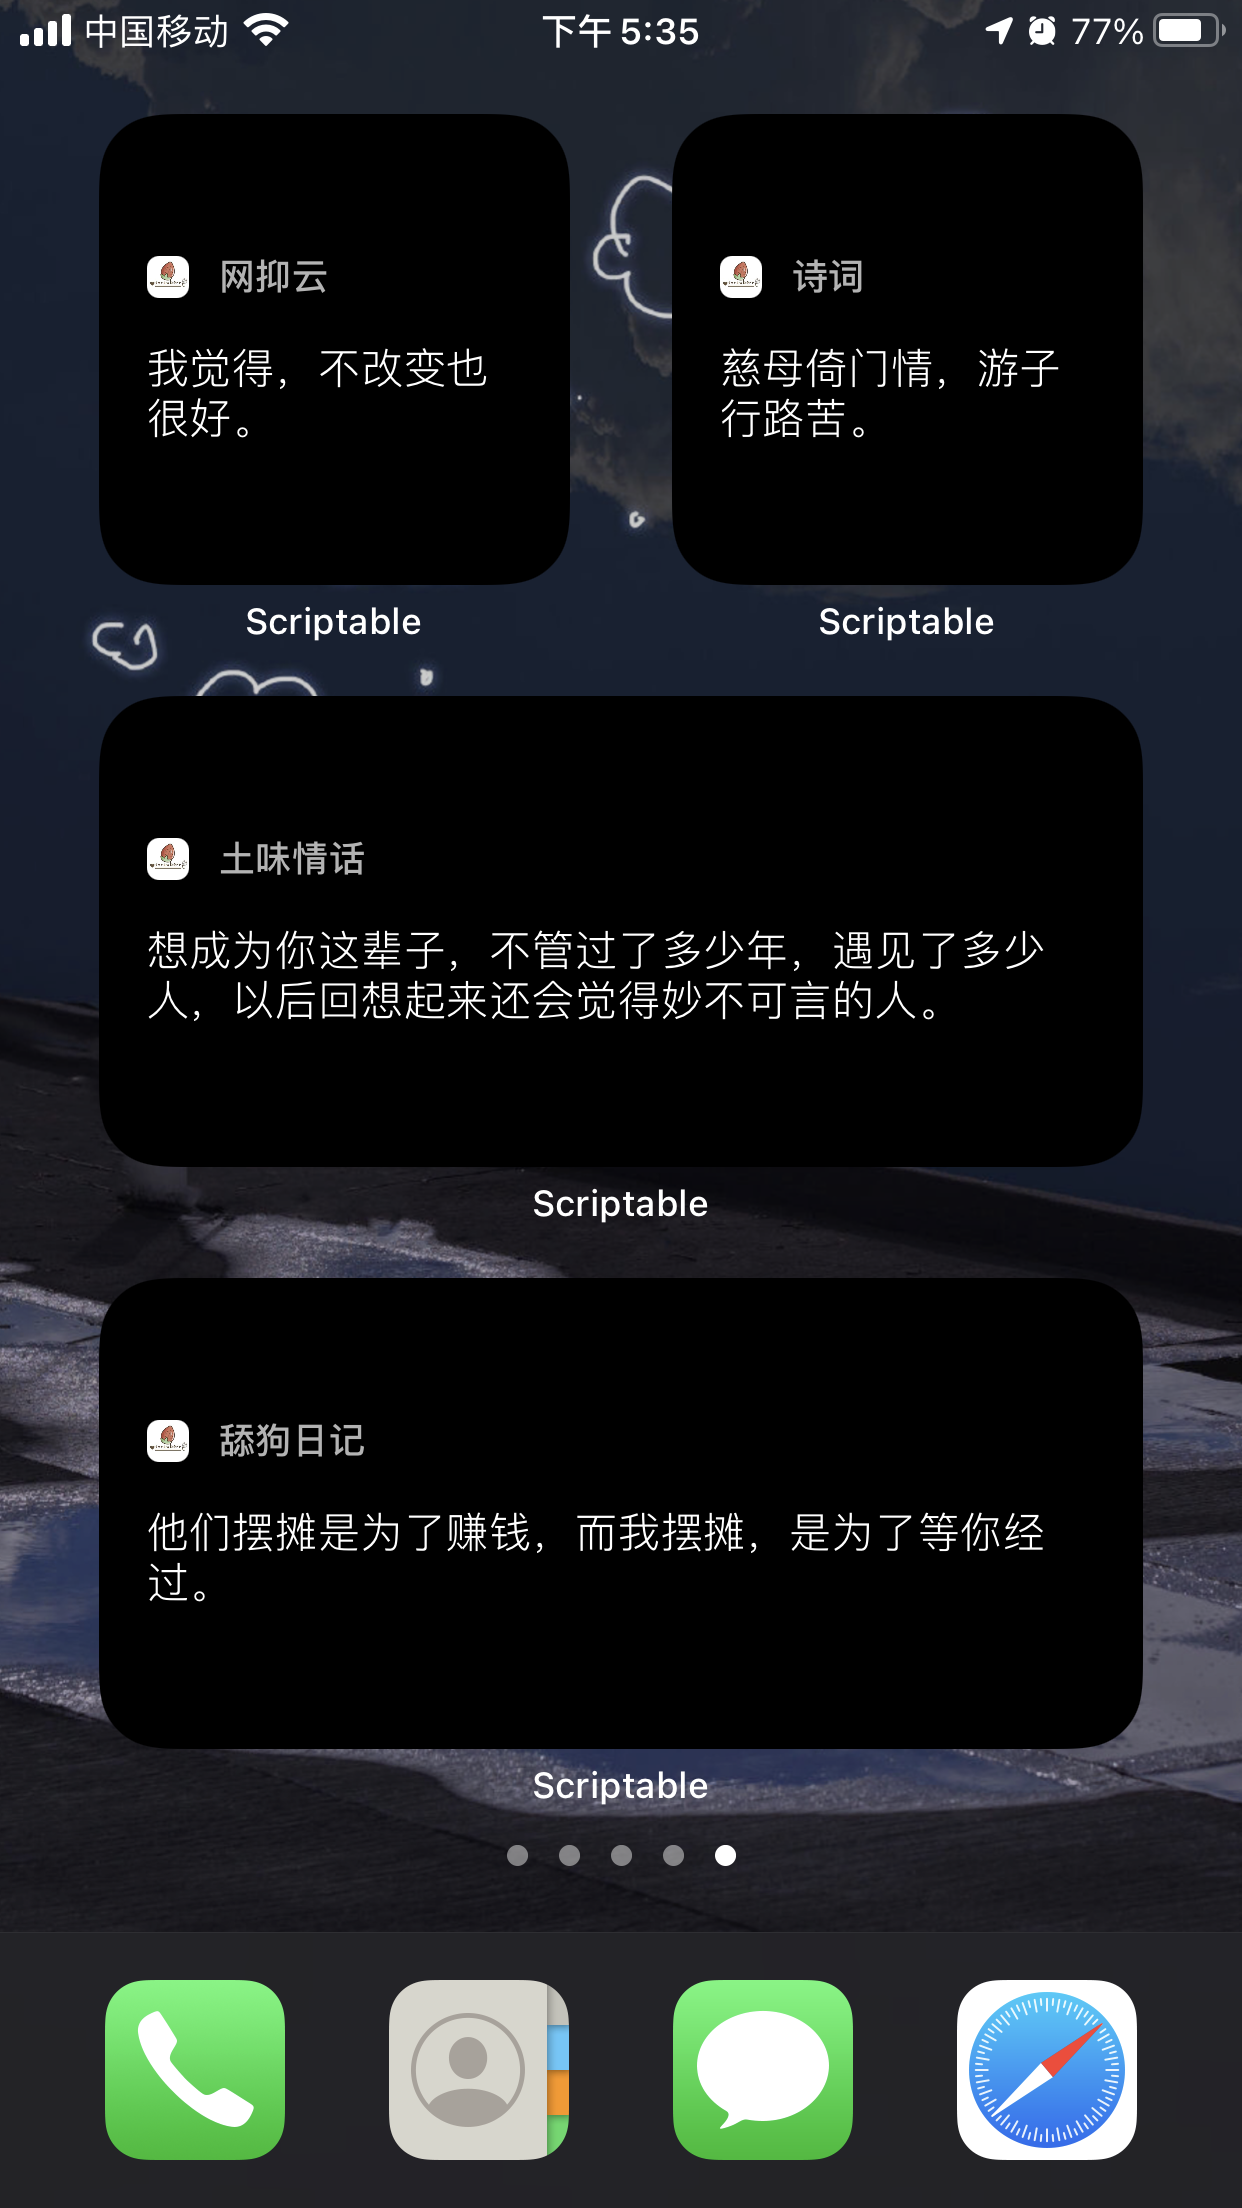 中国移动
下午 5:35
77%
网抑云
我觉得，不改变也
很好。
Scriptable
诗词
慈母倚门情，游子
行路苦。
Scriptable
土味情话
想成为你这辈子，不管过了多少年，遇见了多少
人，以后回想起来还会觉得妙不可言的人。
Scriptable
舔狗日记
他们摆摊是为了赚钱，而我摆摊，是为了等你经
过。
Scriptable